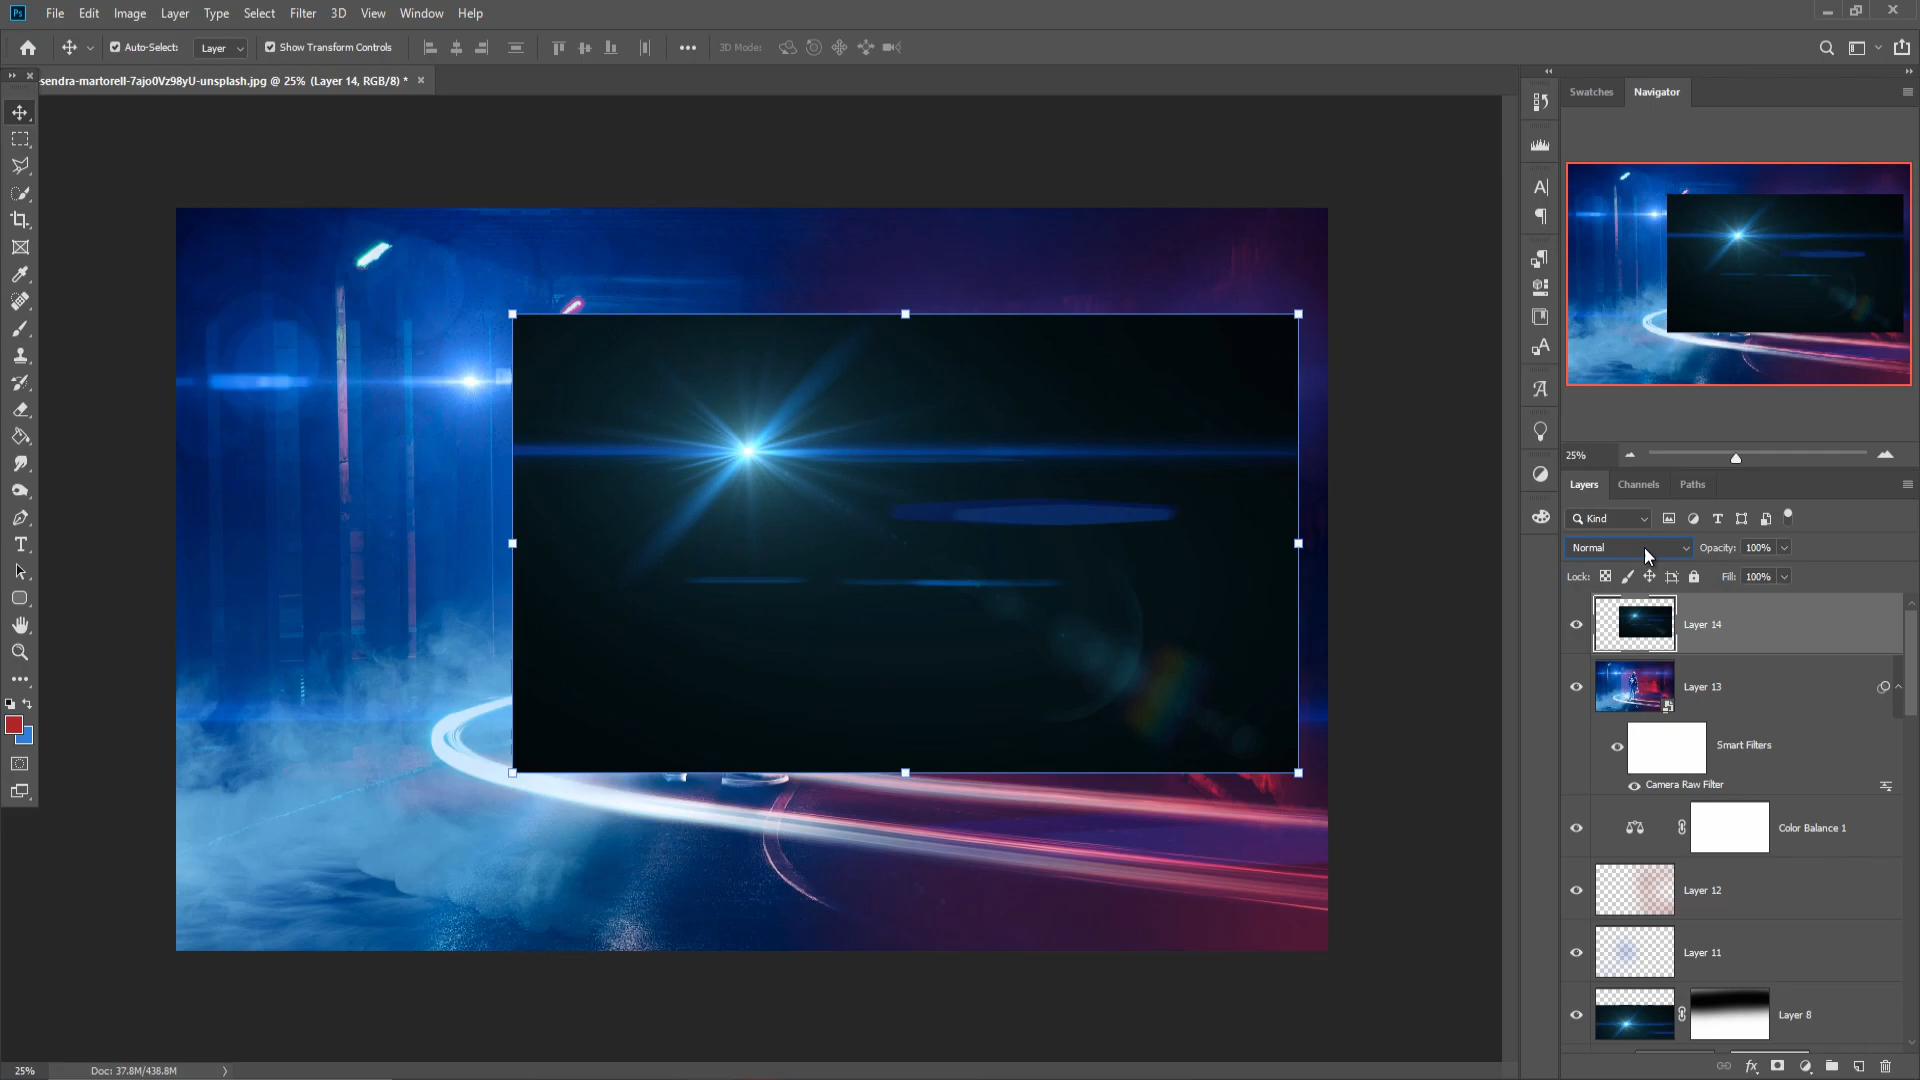 Ps File Edit Image Layer Type Select Filter 3D View Window Help
Auto-Select: Layer Show Transform Controls 3D Mode:
sendra-martorell-7ajo0Vz98yU-unsplash.jpg @ 25% (Layer 14, RGB/8) *
Swatches Navigator
25%
Layers Channels Paths
Kind
Normal Opacity: 100%
Lock: Fill: 100%
Layer 14
Layer 13
Smart Filters
Camera Raw Filter
Color Balance 1
Layer 12
Layer 11
Layer 8
25% Doc: 37.8M/438.8M